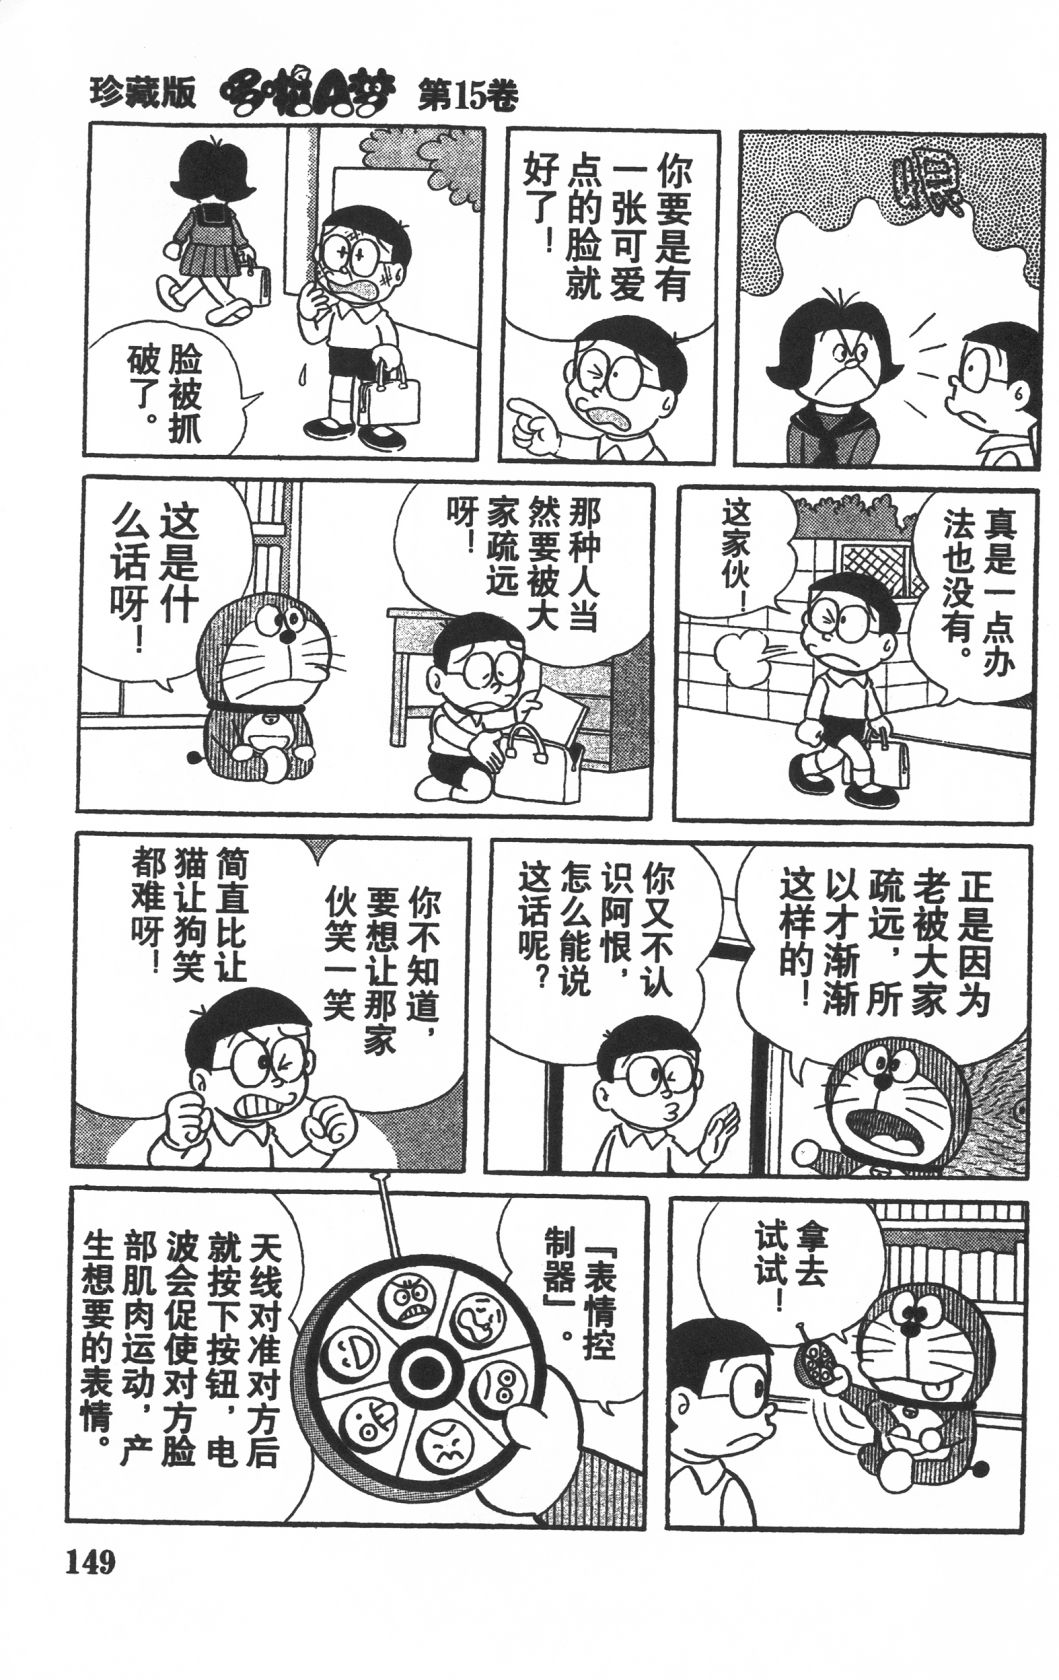 珍藏版 哆啦A梦 第15卷
你要是有
一张可爱
点的脸就
好了！
脸被抓
破了。
真是一点办
法也没有。
这家伙！
那种人当
然要被大
家疏远
呀！
这是什
么话呀！
正是因为
老被大家
疏远，所
以才渐渐
这样的！
你又不认
识阿恨，
怎么能说
这话呢？
你不知道，
要想让那家
伙笑一笑
简直比让
猫让狗笑
都难呀！
拿去
试试！
『表情控
制器』。
天线对准对方后
就按下按钮，电
波会促使对方脸
部肌肉运动，产
生想要的表情。
149